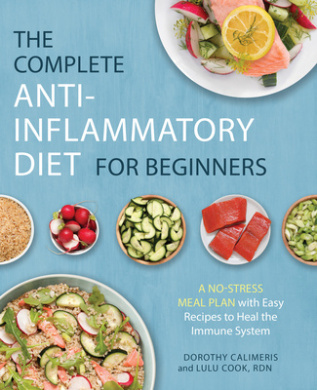 THE
COMPLETE
ANTI-
INFLAMMATORY
DIET FOR BEGINNERS
A NO-STRESS
MEAL PLAN with Easy
Recipes to Heal the
Immune System
DOROTHY CALIMERIS
and LULU COOK, RDN